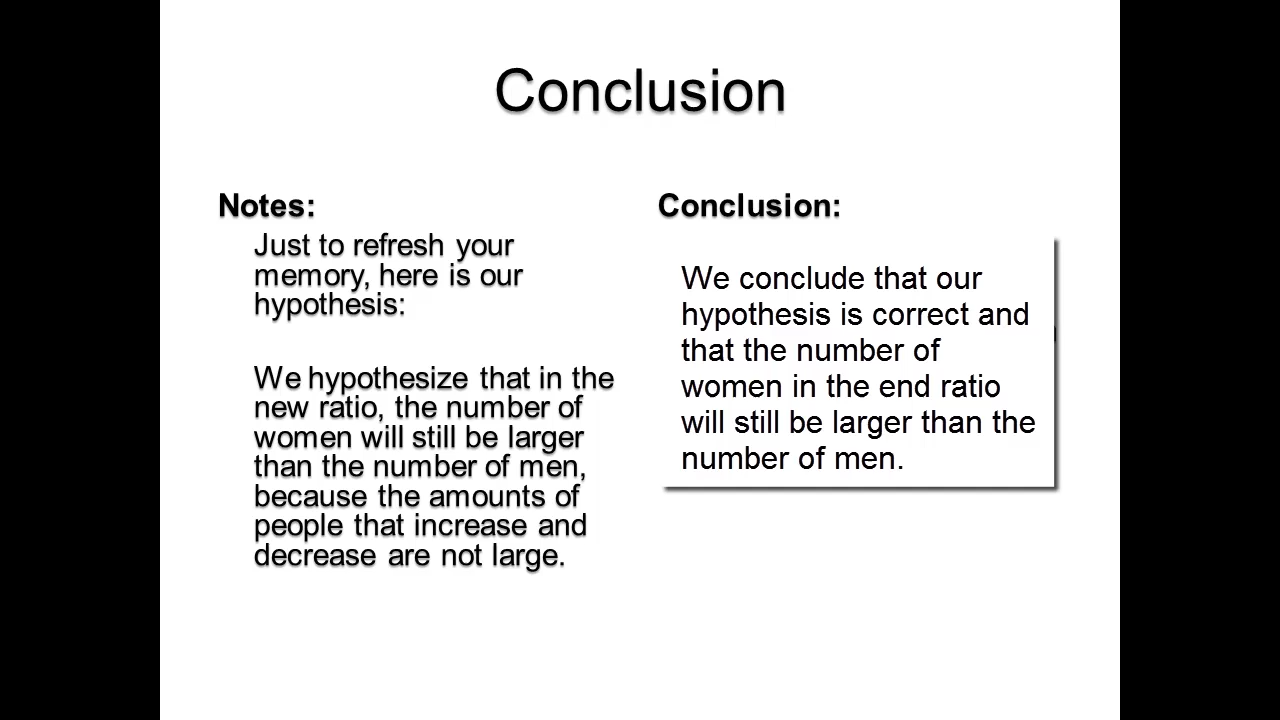 Conclusion
Notes:
Just to refresh your
memory, here is our
hypothesis:
We hypothesize that in the
new ratio, the number of
women will still be larger
than the number of men,
because the amounts of
people that increase and
decrease are not large.
Conclusion:
We conclude that our
hypothesis is correct and
that the number of
women in the end ratio
will still be larger than the
number of men.